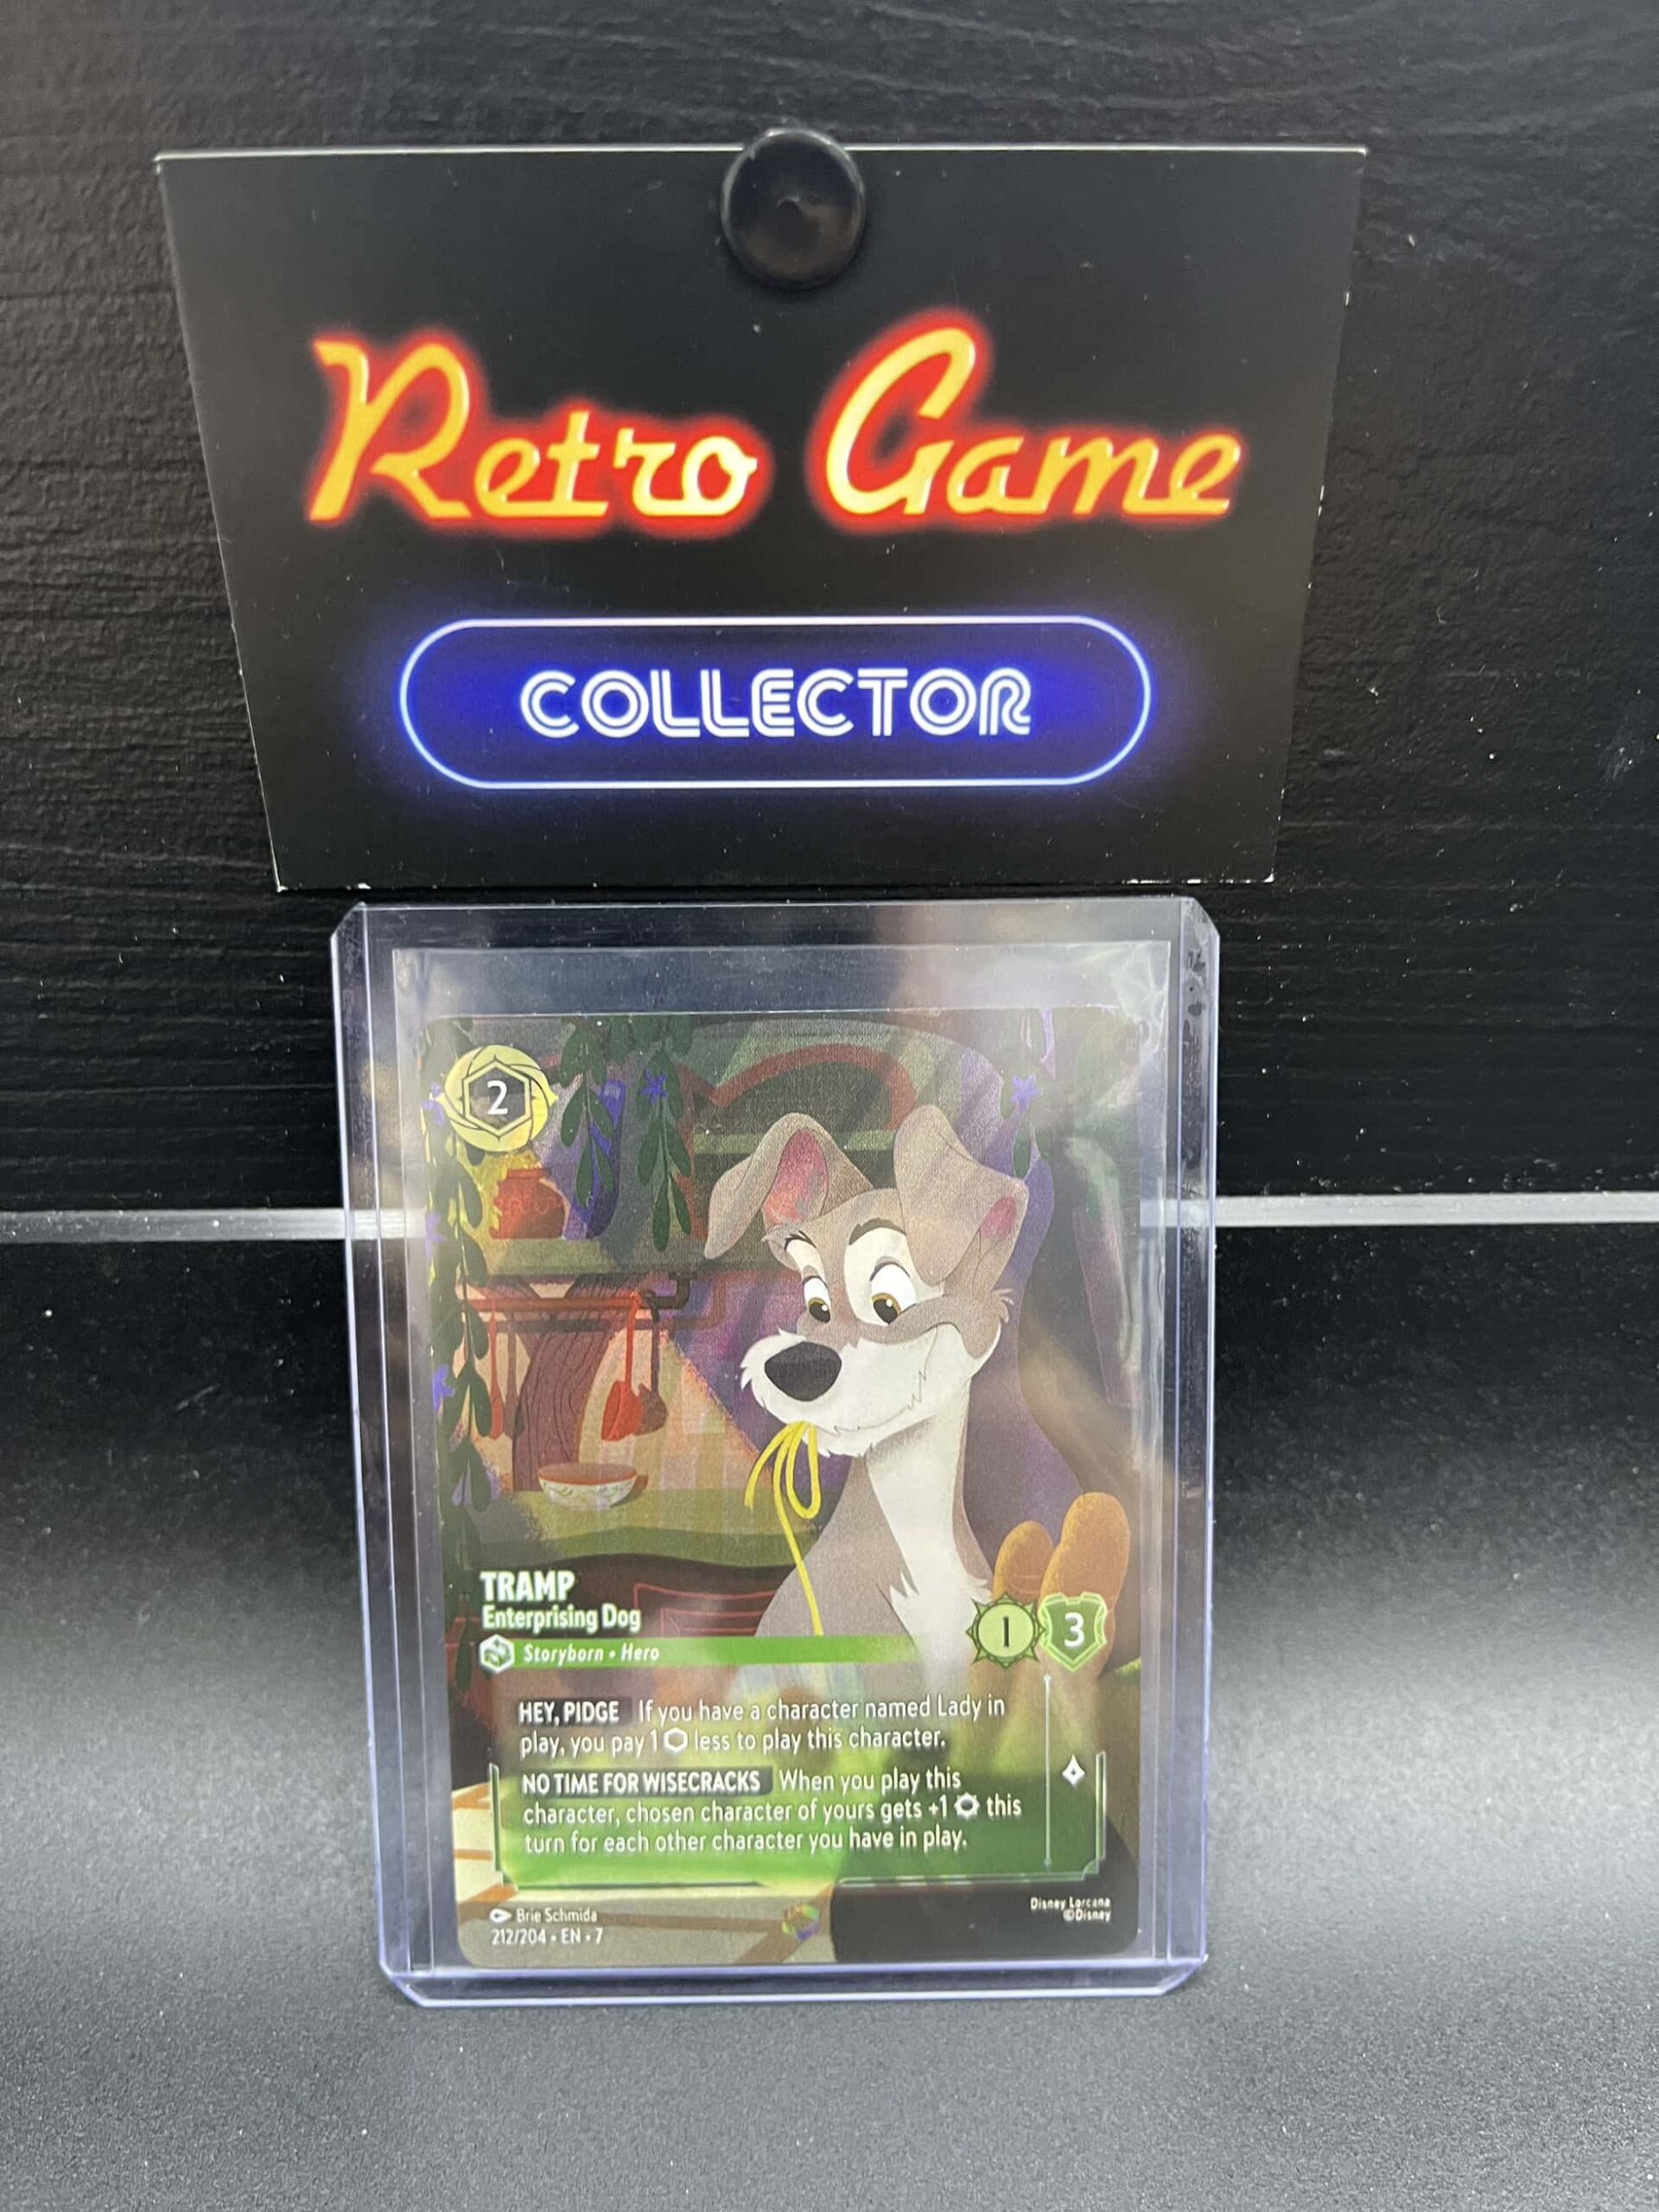 Retro Game
COLLECTOR
2
TRAMP
Enterprising Dog
1 3
Storyborn • Hero
HEY, PIDGE If you have a character named Lady in
play, you pay 1 less to play this character.
NO TIME FOR WISECRACKS When you play this
character, chosen character of yours gets +1 this
turn for each other character you have in play.
Brie Schmida
212/204 • EN • 7
Disney Lorcana
©Disney